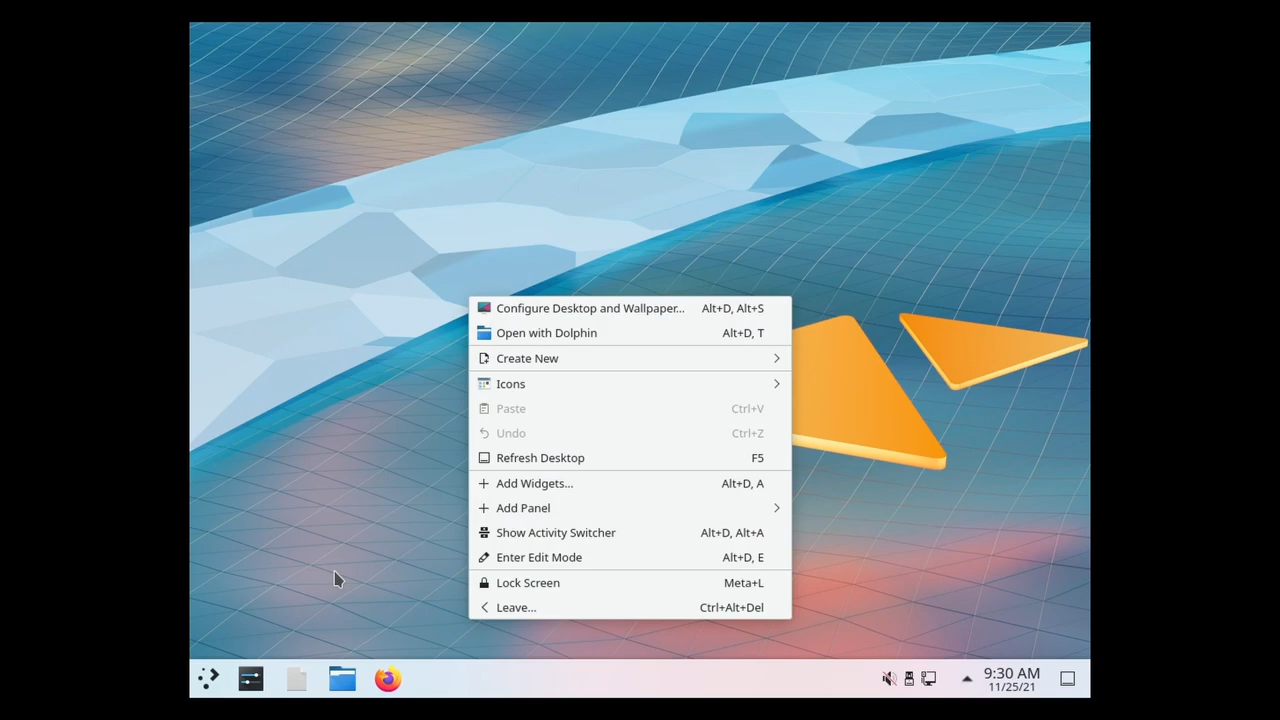 Configure Desktop and Wallpaper... Alt+D, Alt+S
Open with Dolphin Alt+D, T
Create New
Icons
Paste Ctrl+V
Undo Ctrl+Z
Refresh Desktop F5
Add Widgets... Alt+D, A
Add Panel
Show Activity Switcher Alt+D, Alt+A
Enter Edit Mode Alt+D, E
Lock Screen Meta+L
Leave... Ctrl+Alt+Del
9:30 AM
11/25/21